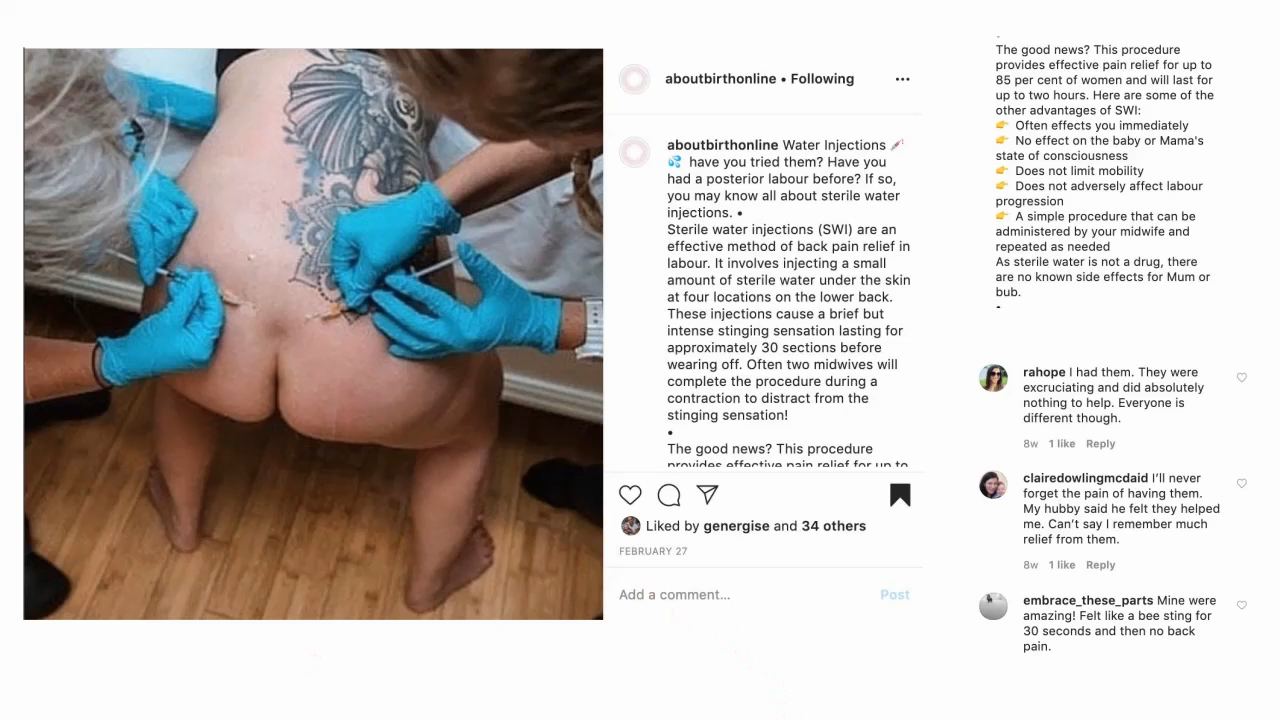 aboutbirthonline • Following
aboutbirthonline Water Injections 💉
💦 have you tried them? Have you
had a posterior labour before? If so,
you may know all about sterile water
injections. •
Sterile water injections (SWI) are an
effective method of back pain relief in
labour. It involves injecting a small
amount of sterile water under the skin
at four locations on the lower back.
These injections cause a brief but
intense stinging sensation lasting for
approximately 30 sections before
wearing off. Often two midwives will
complete the procedure during a
contraction to distract from the
stinging sensation!
•
The good news? This procedure
provides effective pain relief for up to
Liked by genergise and 34 others
FEBRUARY 27
Add a comment...
Post
The good news? This procedure
provides effective pain relief for up to
85 per cent of women and will last for
up to two hours. Here are some of the
other advantages of SWI:
👉 Often effects you immediately
👉 No effect on the baby or Mama's
state of consciousness
👉 Does not limit mobility
👉 Does not adversely affect labour
progression
👉 A simple procedure that can be
administered by your midwife and
repeated as needed
As sterile water is not a drug, there
are no known side effects for Mum or
bub.
-
rahope I had them. They were
excruciating and did absolutely
nothing to help. Everyone is
different though.
8w 1 like Reply
clairedowlingmcdaid I'll never
forget the pain of having them.
My hubby said he felt they helped
me. Can't say I remember much
relief from them.
8w 1 like Reply
embrace_these_parts Mine were
amazing! Felt like a bee sting for
30 seconds and then no back
pain.